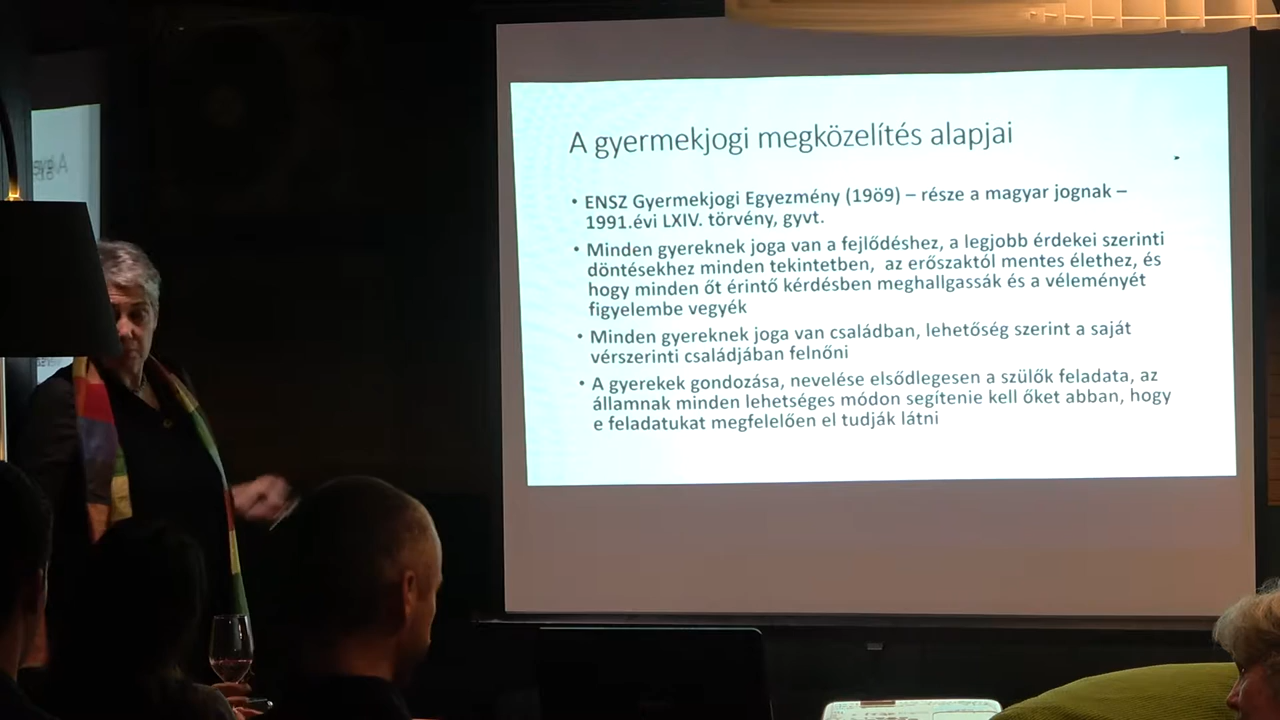 A gyermekjogi megközelítés alapjai
• ENSZ Gyermekjogi Egyezmény (19ö9) – része a magyar jognak –
1991.évi LXIV. törvény, gyvt.
• Minden gyereknek joga van a fejlődéshez, a legjobb érdekei szerinti
döntésekhez minden tekintetben, az erőszaktól mentes élethez, és
hogy minden őt érintő kérdésben meghallgassák és a véleményét
figyelembe vegyék
• Minden gyereknek joga van családban, lehetőség szerint a saját
vérszerinti családjában felnőni
• A gyerekek gondozása, nevelése elsődlegesen a szülők feladata, az
államnak minden lehetséges módon segítenie kell őket abban, hogy
e feladatukat megfelelően el tudják látni